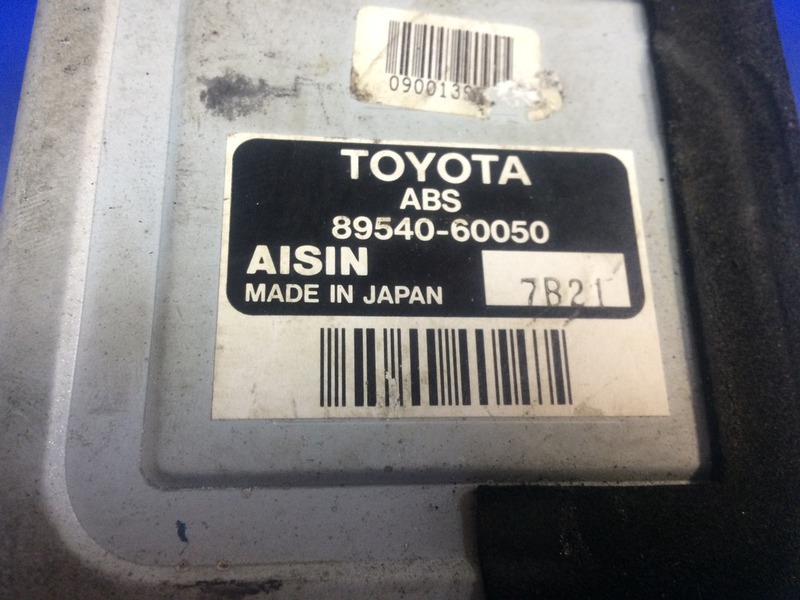 TOYOTA
ABS
89540-60050
AISIN
MADE IN JAPAN
7B21